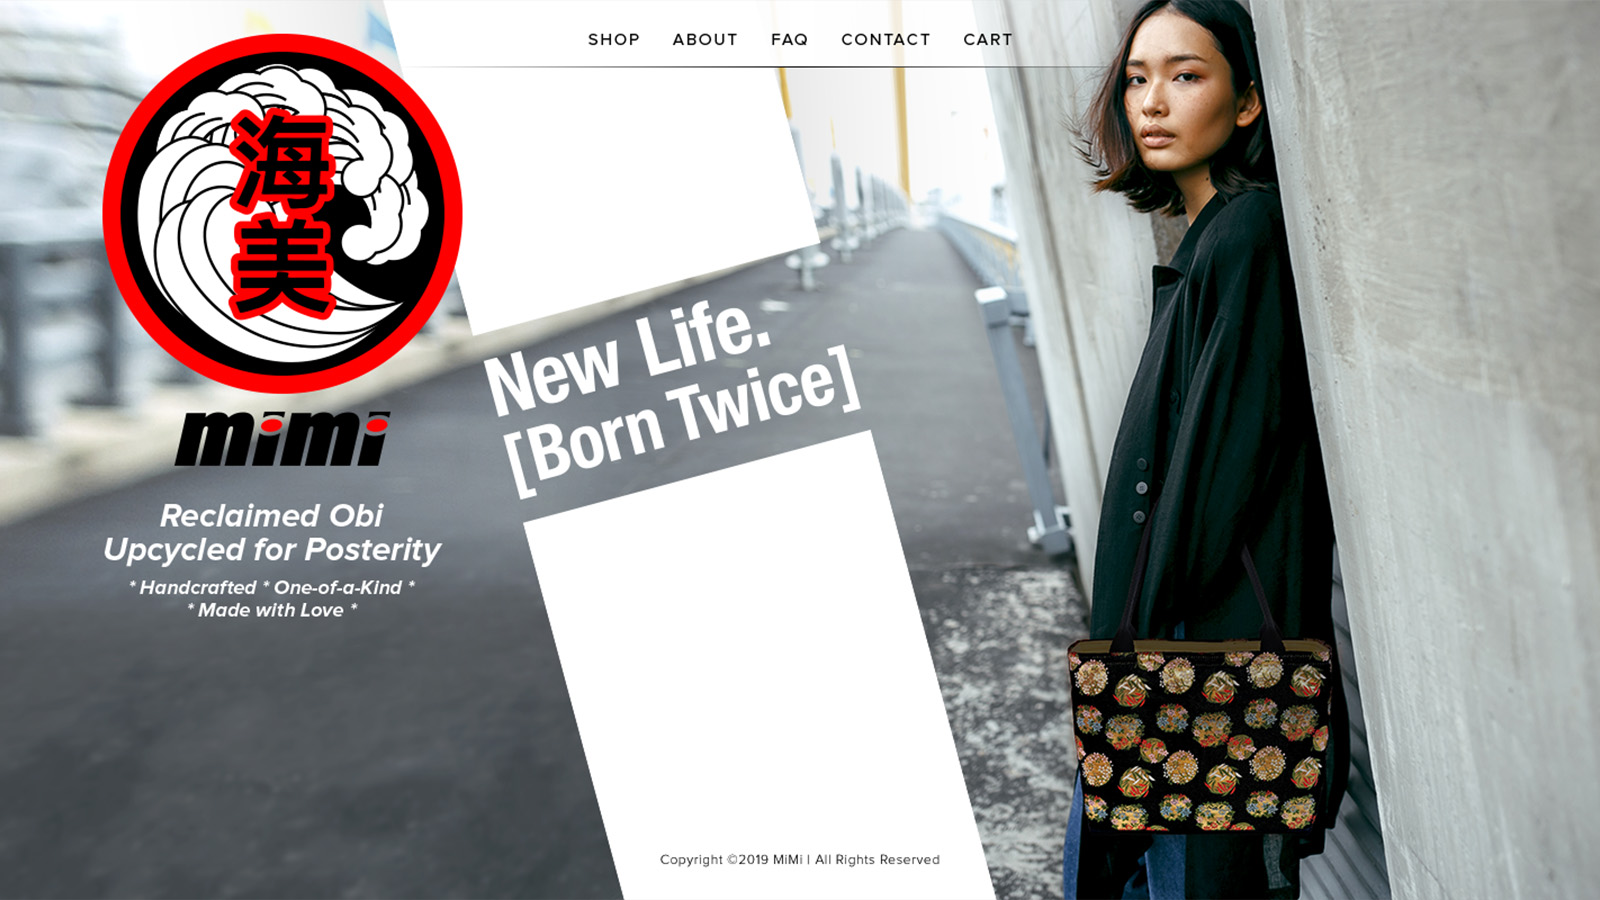 SHOP ABOUT FAQ CONTACT CART
海
美
mimi
Reclaimed Obi
Upcycled for Posterity
* Handcrafted * One-of-a-Kind *
* Made with Love *
New Life.
[Born Twice]
Copyright ©2019 MiMi | All Rights Reserved